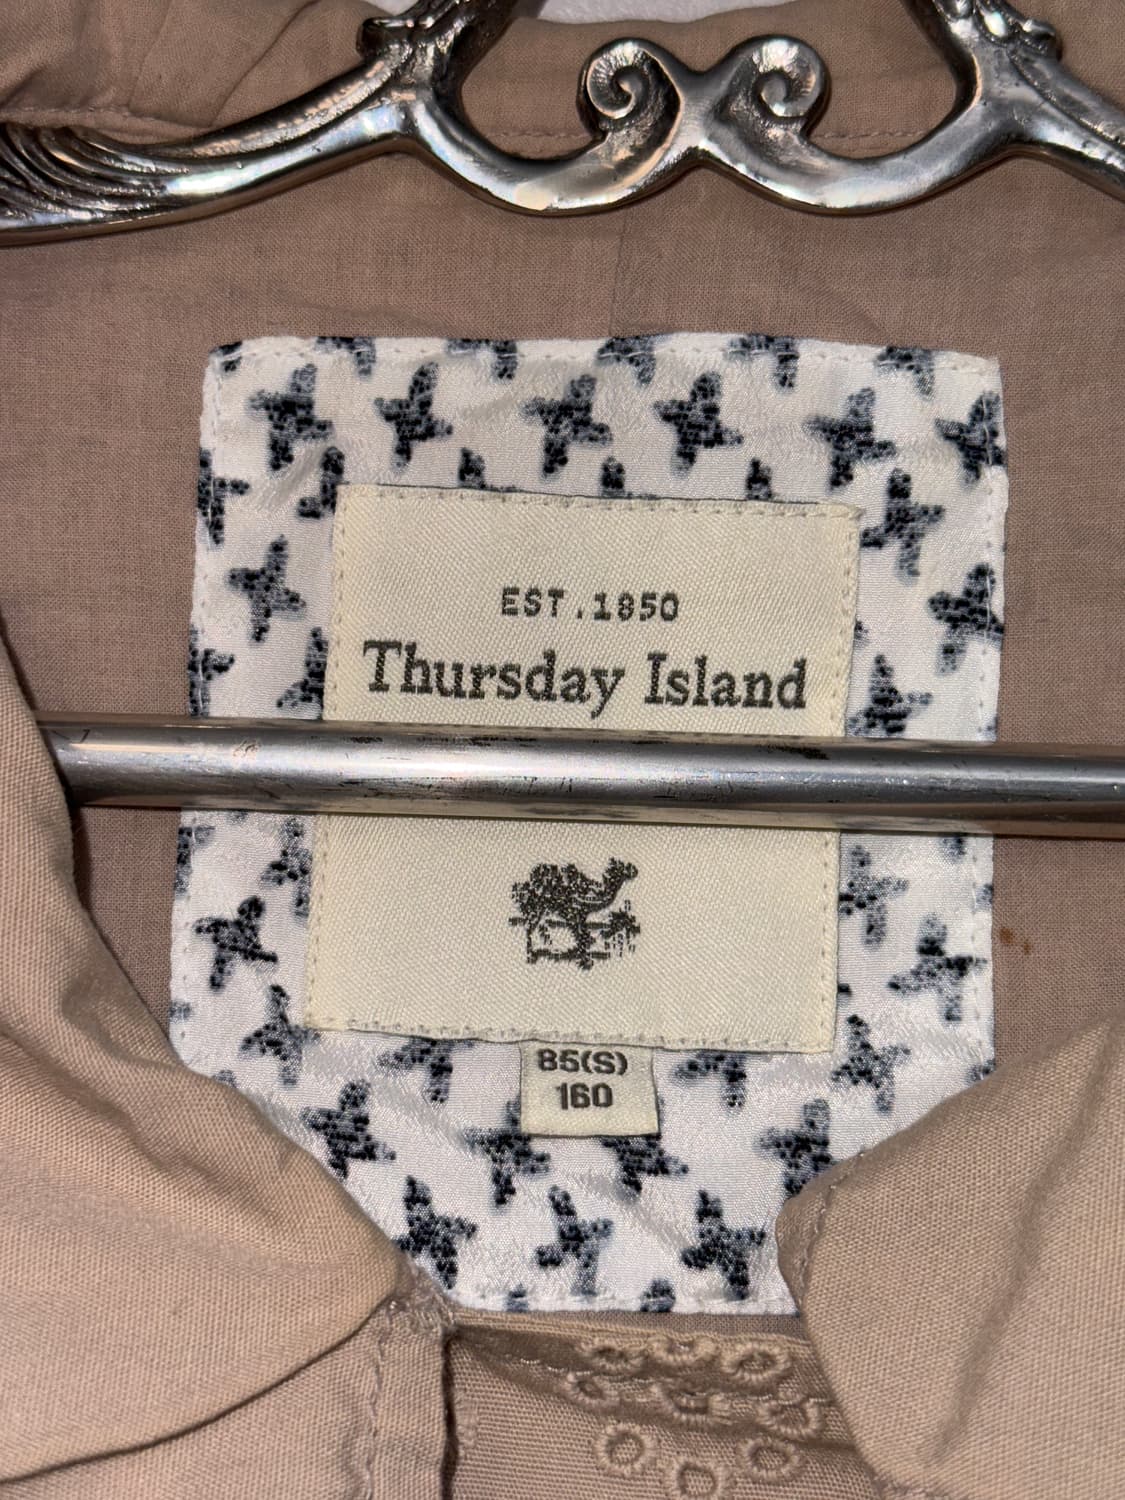 EST.1850
Thursday Island
85(S)
160